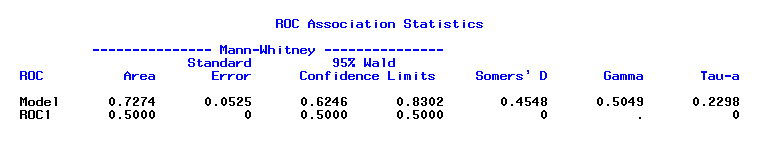 ROC Association Statistics
--------------- Mann-Whitney ---------------
Standard 95% Wald
ROC Area Error Confidence Limits Somers' D Gamma Tau-a
Model 0.7274 0.0525 0.6246 0.8302 0.4548 0.5049 0.2298
ROC1 0.5000 0 0.5000 0.5000 0 . 0